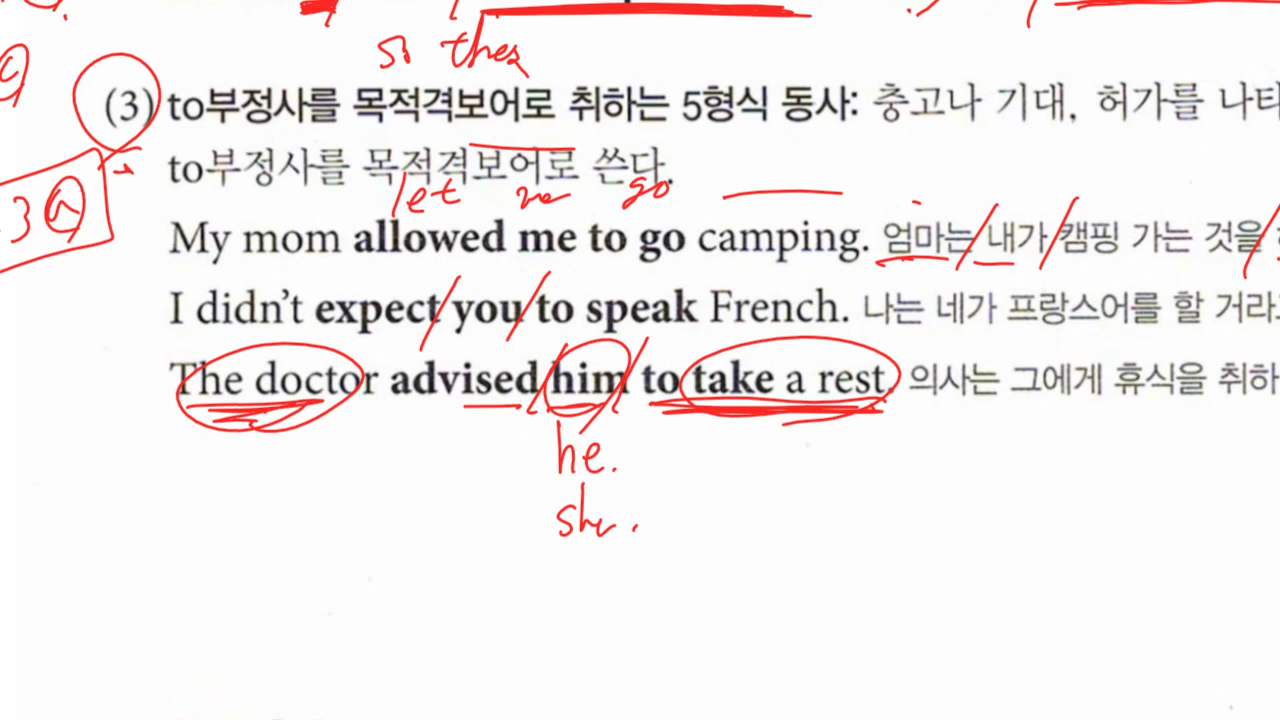 so
(3) to부정사를 목적격보어로 취하는 5형식 동사: 충고나 기대, 허가를 나타
to부정사를 목적격보어로 쓴다.
let me go
3
My mom allowed me to go camping. 엄마는 내가 캠핑 가는 것을
I didn't expect you to speak French. 나는 네가 프랑스어를 할 거라
The doctor advised him to take a rest. 의사는 그에게 휴식을 취하
he.
she.